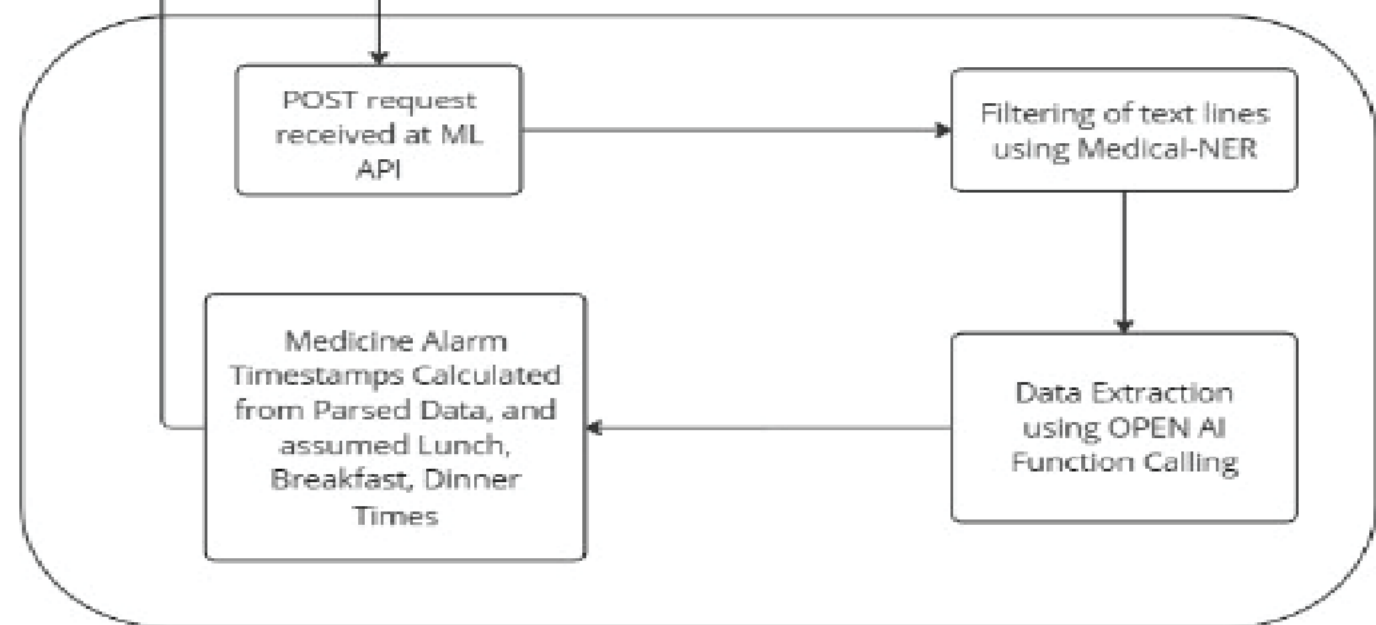 POST request
received at ML
API
Filtering of text lines
using Medical-NER
Medicine Alarm
Timestamps Calculated
from Parsed Data, and
assumed Lunch,
Breakfast, Dinner
Times
Data Extraction
using OPEN AI
Function Calling